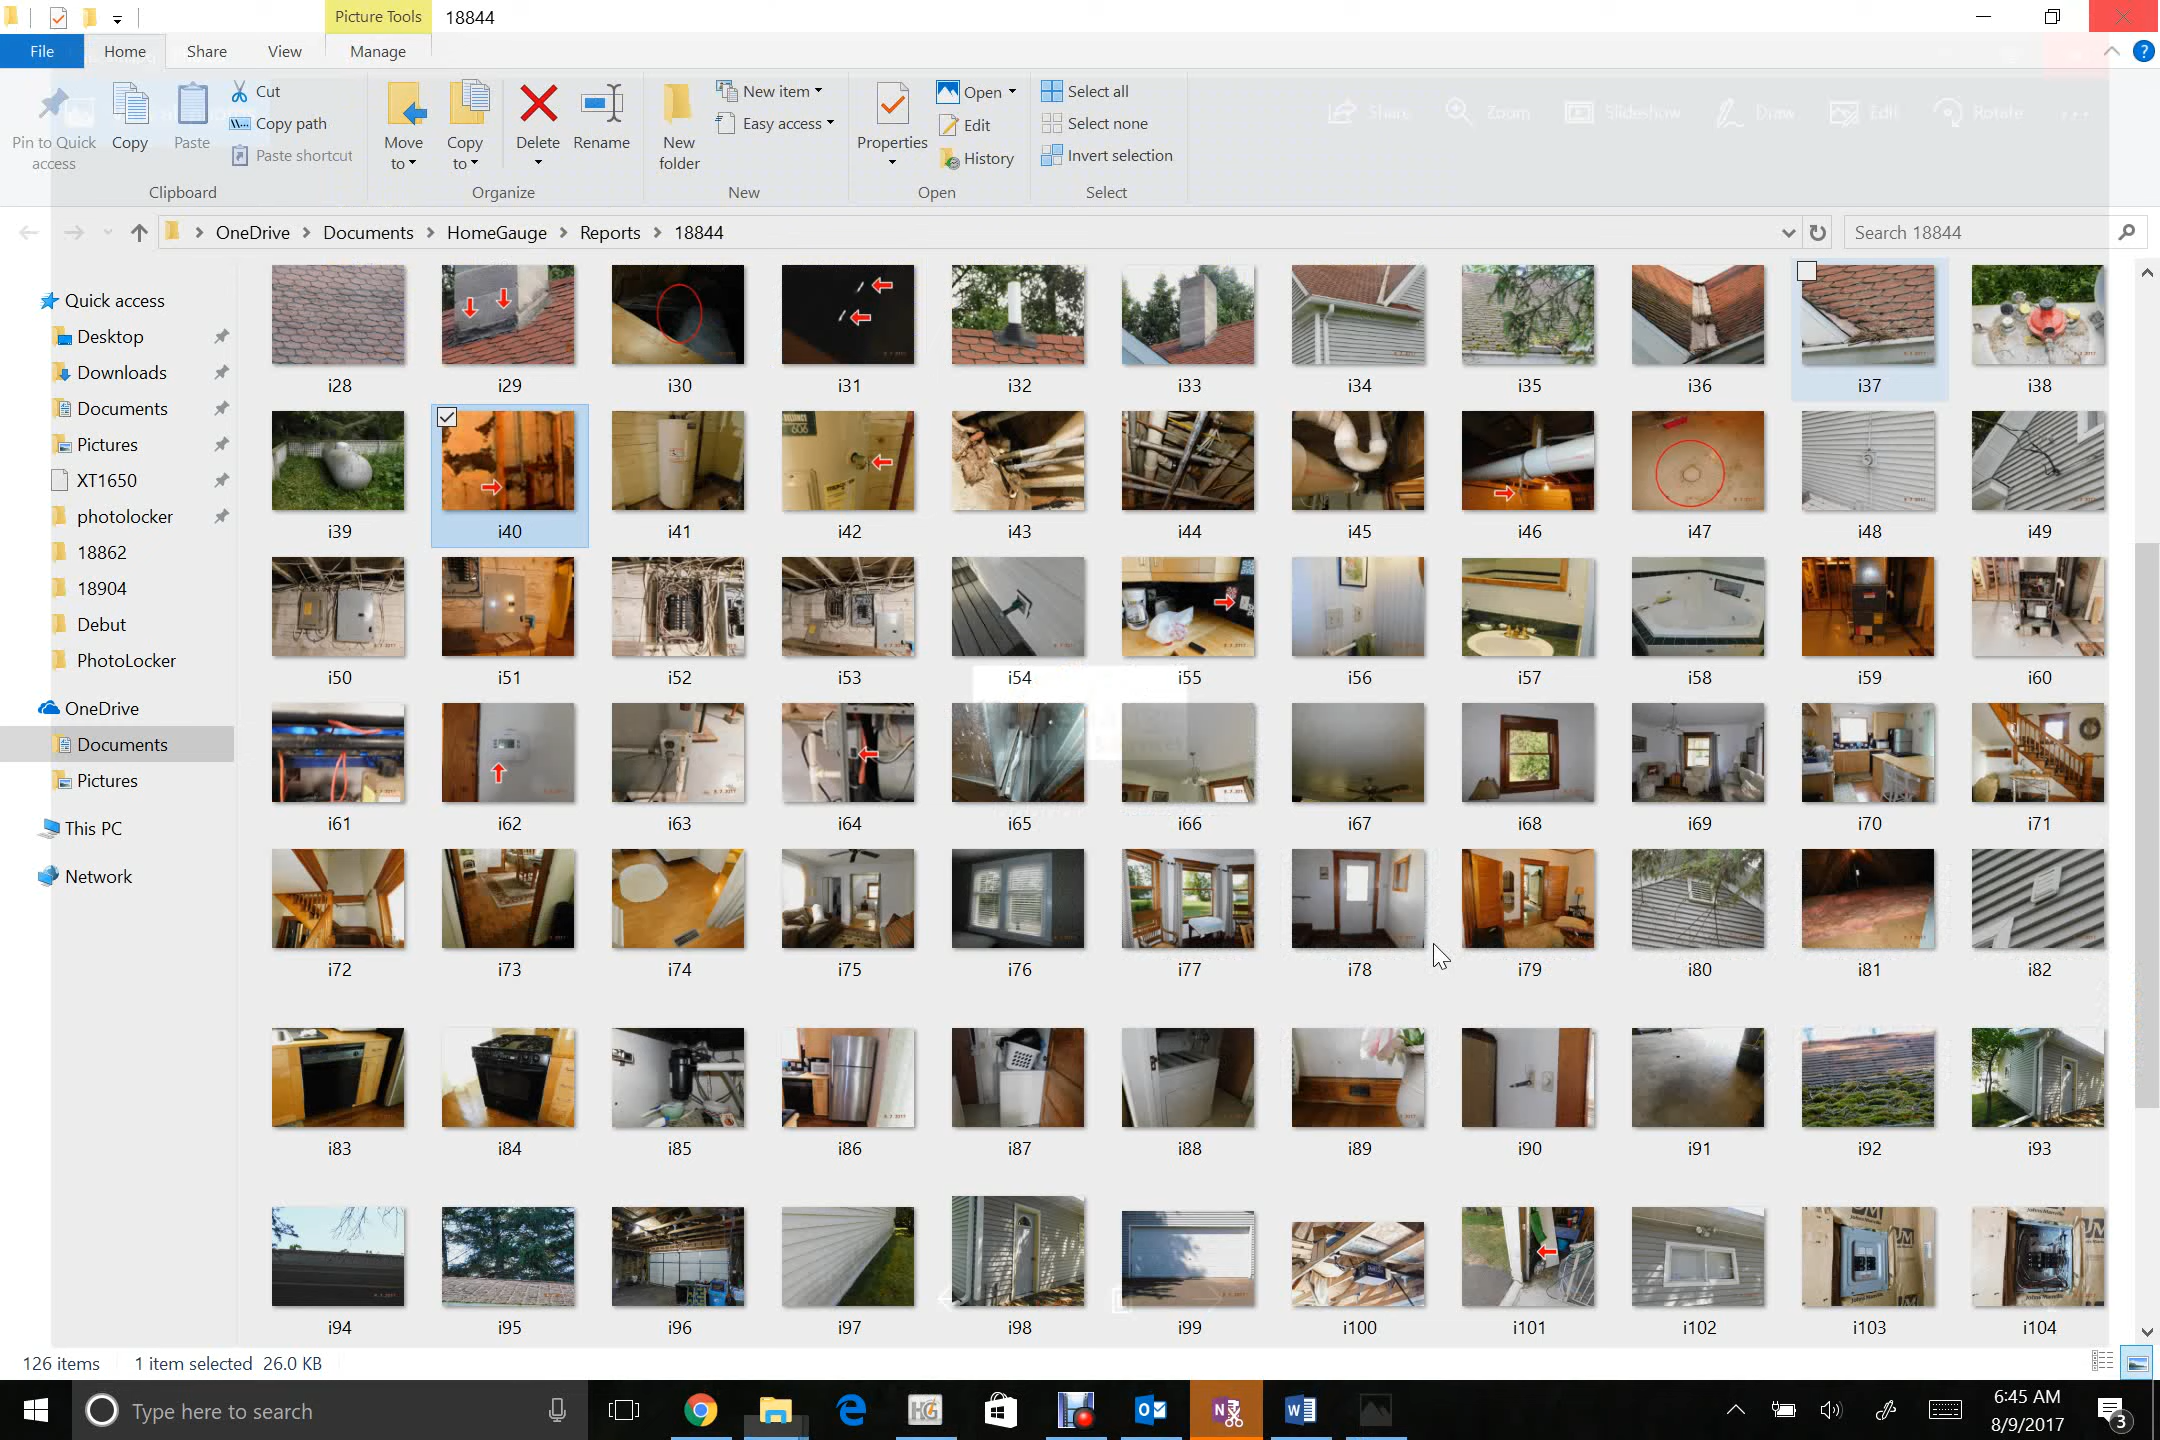 Picture Tools 18844
File Home Share View Manage
Pin to Quick access
Copy
Paste
Cut
Copy path
Paste shortcut
Clipboard
Move to
Copy to
Delete
Rename
Organize
New folder
New item
Easy access
New
Properties
Open
Edit
History
Open
Select all
Select none
Invert selection
Select
Share Zoom Slideshow Draw Edit Rotate
OneDrive > Documents > HomeGauge > Reports > 18844
Search 18844
Quick access
Desktop
Downloads
Documents
Pictures
XT1650
photolocker
18862
18904
Debut
PhotoLocker
OneDrive
Documents
Pictures
This PC
Network
i28 i29 i30 i31 i32 i33 i34 i35 i36 i37 i38
i39 i40 i41 i42 i43 i44 i45 i46 i47 i48 i49
i50 i51 i52 i53 i54 i55 i56 i57 i58 i59 i60
i61 i62 i63 i64 i65 i66 i67 i68 i69 i70 i71
i72 i73 i74 i75 i76 i77 i78 i79 i80 i81 i82
i83 i84 i85 i86 i87 i88 i89 i90 i91 i92 i93
i94 i95 i96 i97 i98 i99 i100 i101 i102 i103 i104
126 items 1 item selected 26.0 KB
Type here to search
6:45 AM
8/9/2017
3